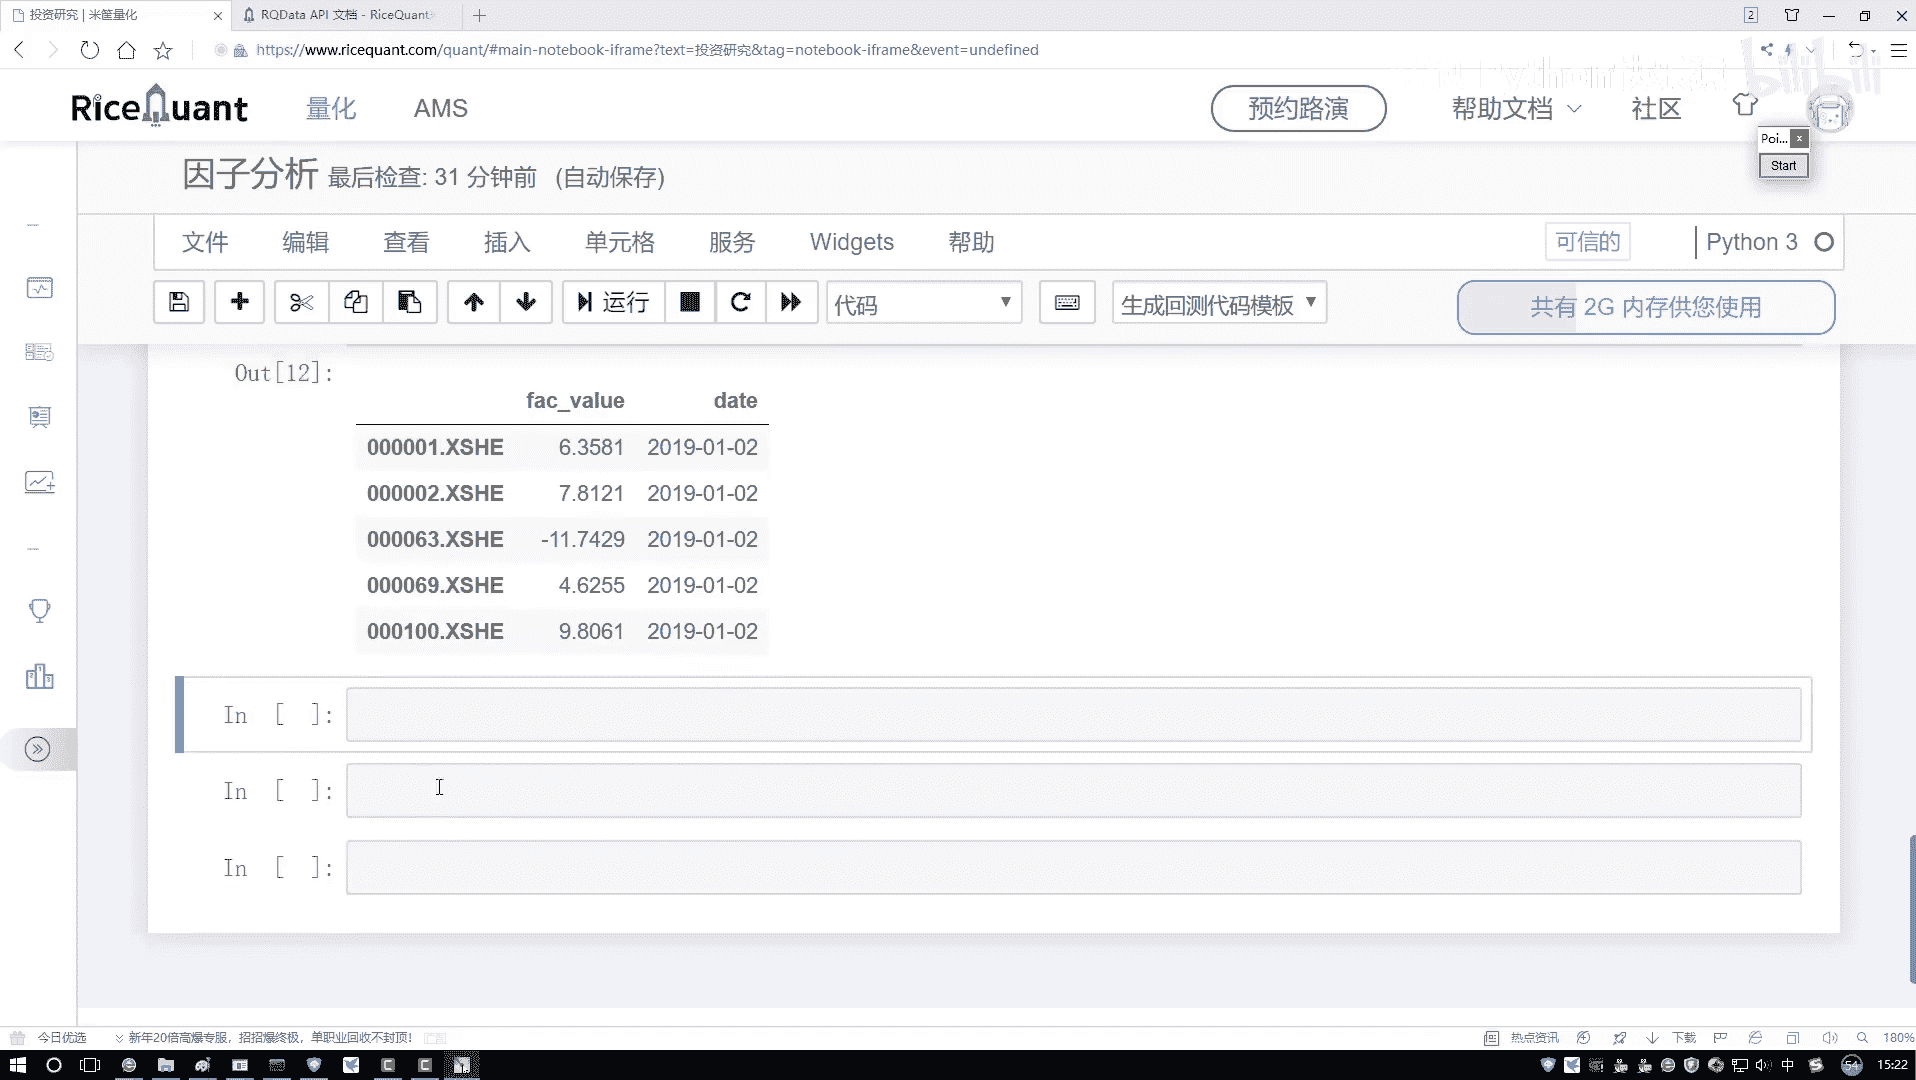 投资研究 | 米筐量化
RQData API 文档 - RiceQuant
2
https://www.ricequant.com/quant/#main-notebook-iframe?text=投资研究&tag=notebook-iframe&event=undefined
bilibili
RiceQuant 量化 AMS 预约路演 帮助文档 社区
Poi...
Start
因子分析 最后检查: 31 分钟前 (自动保存)
文件 编辑 查看 插入 单元格 服务 Widgets 帮助 可信的 Python 3
运行 代码 生成回测代码模板 共有 2G 内存供您使用
Out[12]:
fac_value date
000001.XSHE 6.3581 2019-01-02
000002.XSHE 7.8121 2019-01-02
000063.XSHE -11.7429 2019-01-02
000069.XSHE 4.6255 2019-01-02
000100.XSHE 9.8061 2019-01-02
In [ ]:
In [ ]:
In [ ]:
今日优选 新年20倍高爆专服，招招爆终极，单职业回收不封顶! 热点资讯 下载 180%
中 54 15:22